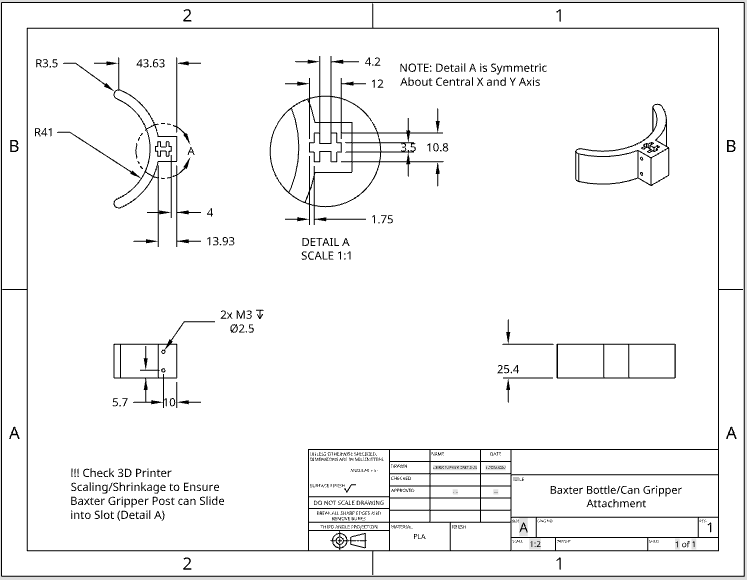 2
1
R3.5
43.63
R41
A
4
13.93
4.2
12
3.5
10.8
1.75
DETAIL A
SCALE 1:1
NOTE: Detail A is Symmetric
About Central X and Y Axis
B
B
2x M3 ↧
Ø2.5
5.7
10
25.4
A
A
!!! Check 3D Printer
Scaling/Shrinkage to Ensure
Baxter Gripper Post can Slide
into Slot (Detail A)
UNLESS OTHERWISE SPECIFIED,
DIMENSIONS ARE IN MILLIMETERS
SURFACE FINISH
DO NOT SCALE DRAWING
BREAK ALL SHARP EDGES AND
REMOVE BURRS
THIRD ANGLE PROJECTION
NAME
DATE
DRAWN
CHECKED
APPROVED
MATERIAL
PLA
FINISH
TITLE
Baxter Bottle/Can Gripper
Attachment
SIZE
A
DWG NO.
REV.
1
SCALE
1:2
WEIGHT
SHEET
1 of 1
2
1